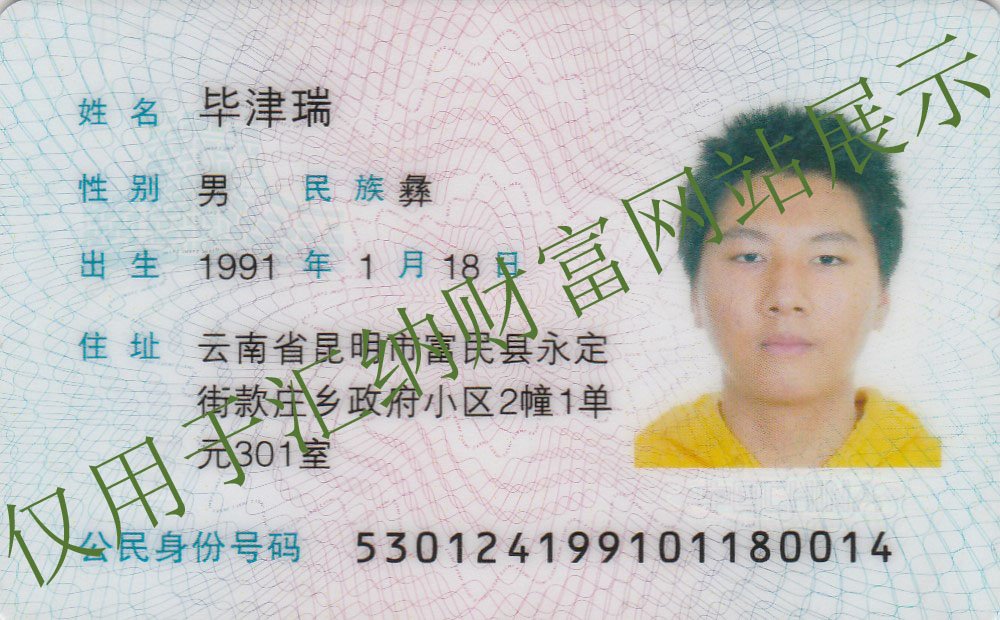 姓名 毕津瑞
性别 男 民族 彝
出生 1991 年 1 月 18 日
住址 云南省昆明市富民县永定
街款庄乡政府小区2幢1单
元301室
公民身份号码 530124199101180014
仅用于汇纳财富网站展示